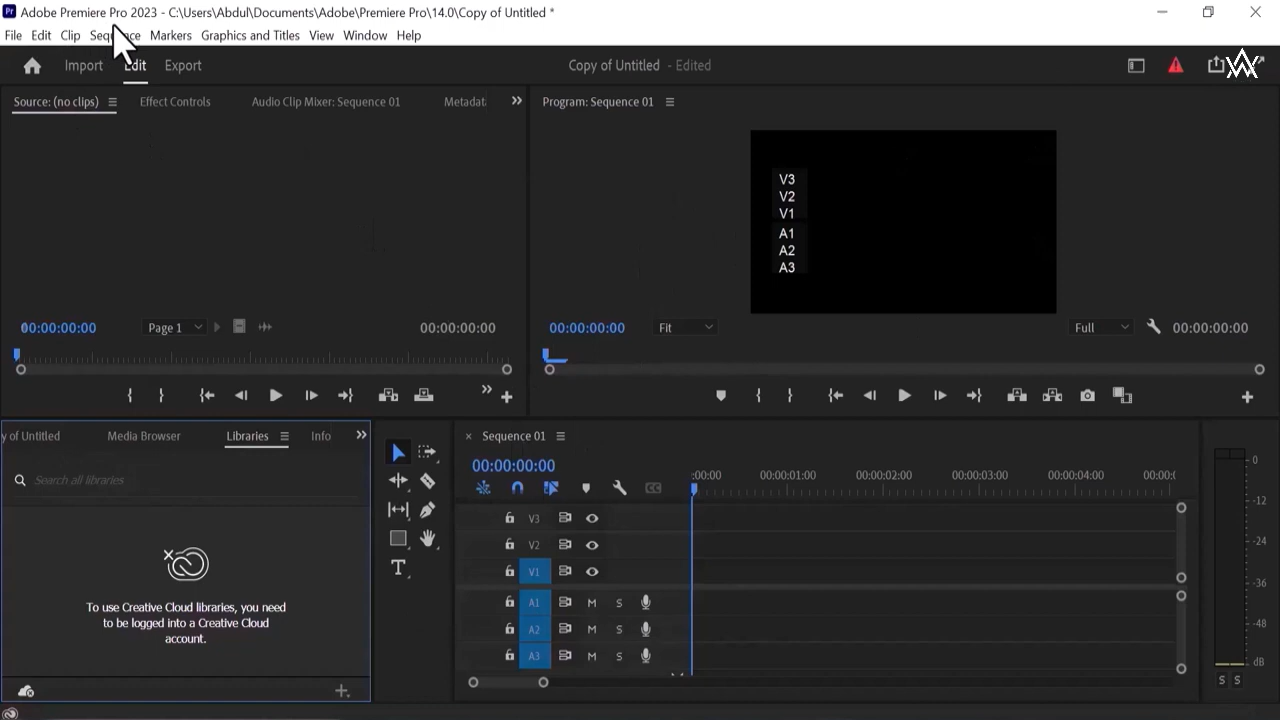 Adobe Premiere Pro 2023 - C:\Users\Abdul\Documents\Adobe\Premiere Pro\14.0\Copy of Untitled *
File Edit Clip Sequence Markers Graphics and Titles View Window Help
Import Edit Export Copy of Untitled - Edited
Source: (no clips) Effect Controls Audio Clip Mixer: Sequence 01 Metadat
Program: Sequence 01
V3
V2
V1
A1
A2
A3
00:00:00:00 Page 1 00:00:00:00
00:00:00:00 Fit Full 00:00:00:00
y of Untitled Media Browser Libraries Info
Search all libraries
To use Creative Cloud libraries, you need
to be logged into a Creative Cloud
account.
T
× Sequence 01
00:00:00:00
:00:00 00:00:01:00 00:00:02:00 00:00:03:00 00:00:04:00 00:00:0
V3
V2
V1
A1 M S
A2 M S
A3 M S
0
-12
-24
-36
-48
dB
S S